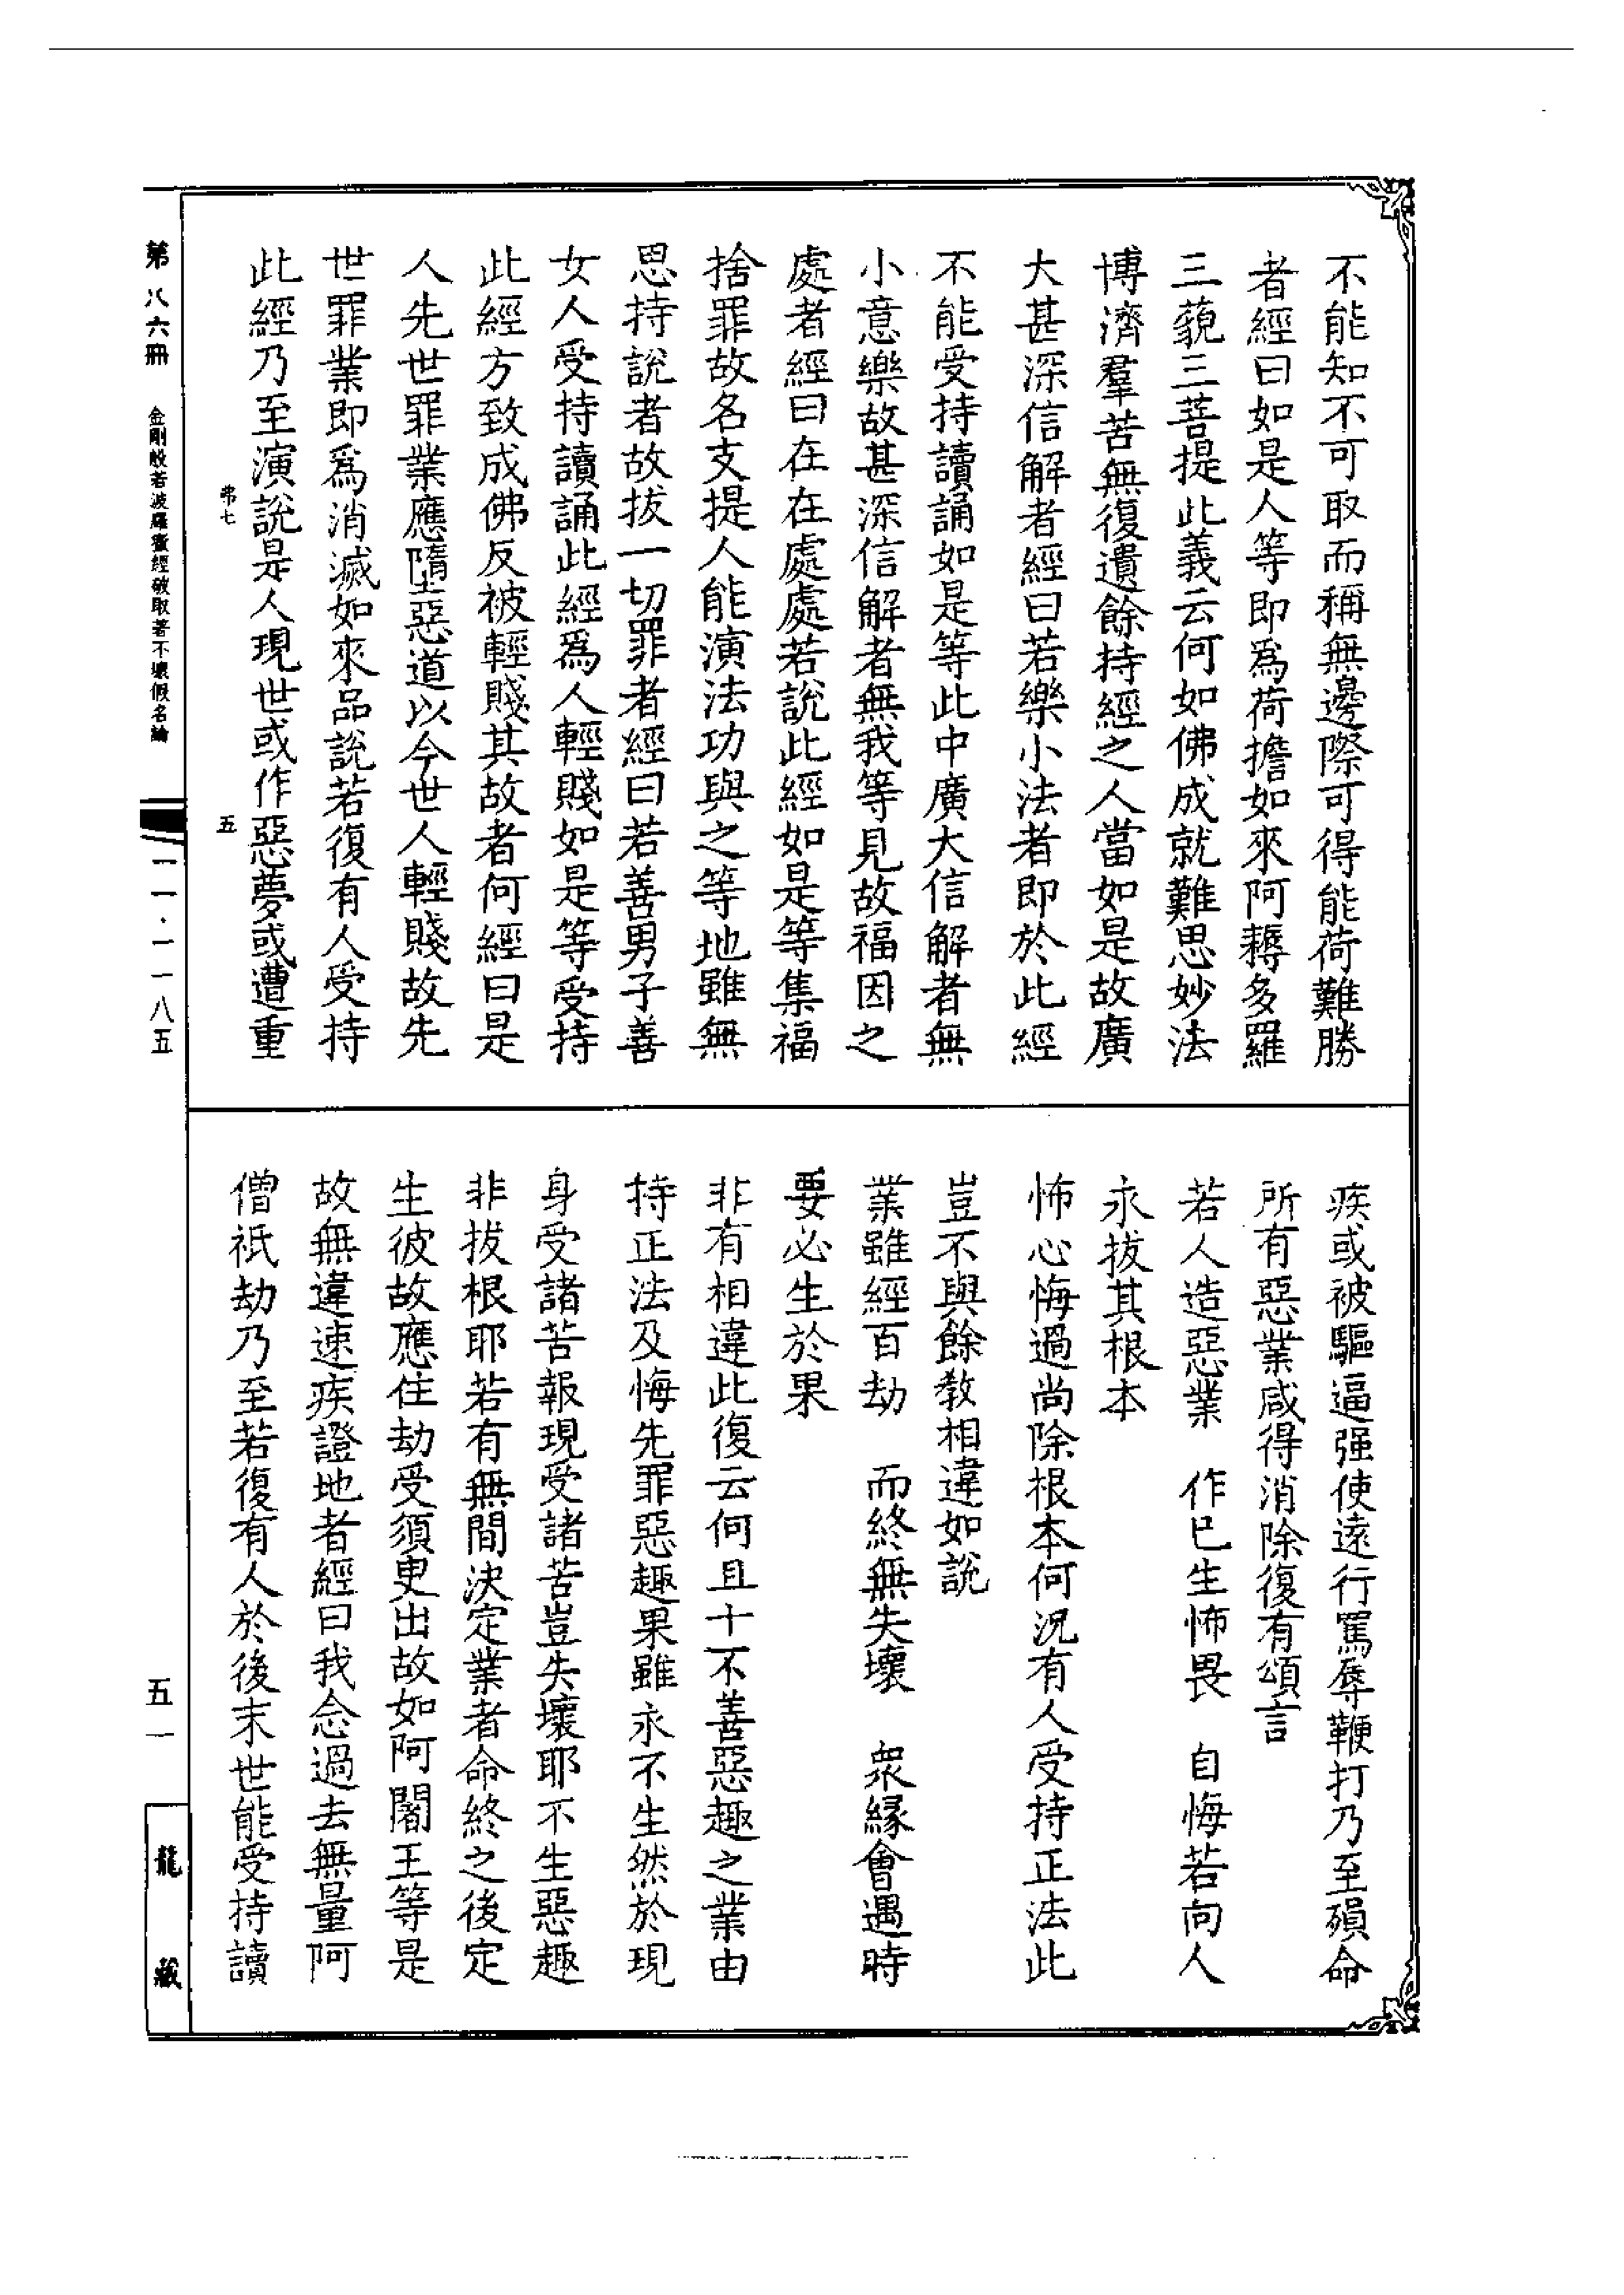 不能知不可取而稱無邊際可得能荷難勝
者經曰如是人等即爲荷擔如來阿耨多羅
三藐三菩提此義云何如佛成就難思妙法
博濟羣苦無復遺餘持經之人當如是故廣
大甚深信解者經曰若樂小法者即於此經
不能受持讀誦如是等此中廣大信解者無
小意樂故甚深信解者無我等見故福因之
處者經曰在在處處若說此經如是等集福
捨罪故名支提人能演法功與之等地雖無
思持說者故拔一切罪者經曰若善男子善
女人受持讀誦此經爲人輕賤如是等受持
此經方致成佛反被輕賤其故者何經曰是
人先世罪業應墮惡道以今世人輕賤故先
世罪業即爲消滅如來品說若復有人受持
此經乃至演說是人現世或作惡夢或遭重
弗七
五
疾或被驅逼强使遠行罵辱鞭打乃至殞命
所有惡業咸得消除復有頌言
若人造惡業　作已生怖畏　自悔若向人
永拔其根本
怖心悔過尚除根本何況有人受持正法此
豈不與餘教相違如說
業雖經百劫　而終無失壞　衆緣會遇時
要必生於果
非有相違此復云何且十不善惡趣之業由
持正法及悔先罪惡趣果雖永不生然於現
身受諸苦報現受諸苦豈失壞耶不生惡趣
非拔根耶若有無間決定業者命終之後定
生彼故應住劫受須臾出故如阿闍王等是
故無違速疾證地者經曰我念過去無量阿
僧祇劫乃至若復有人於後末世能受持讀
第八六冊
金剛般若波羅蜜經破取著不壞假名論
一一·一一八五
五一
龍藏